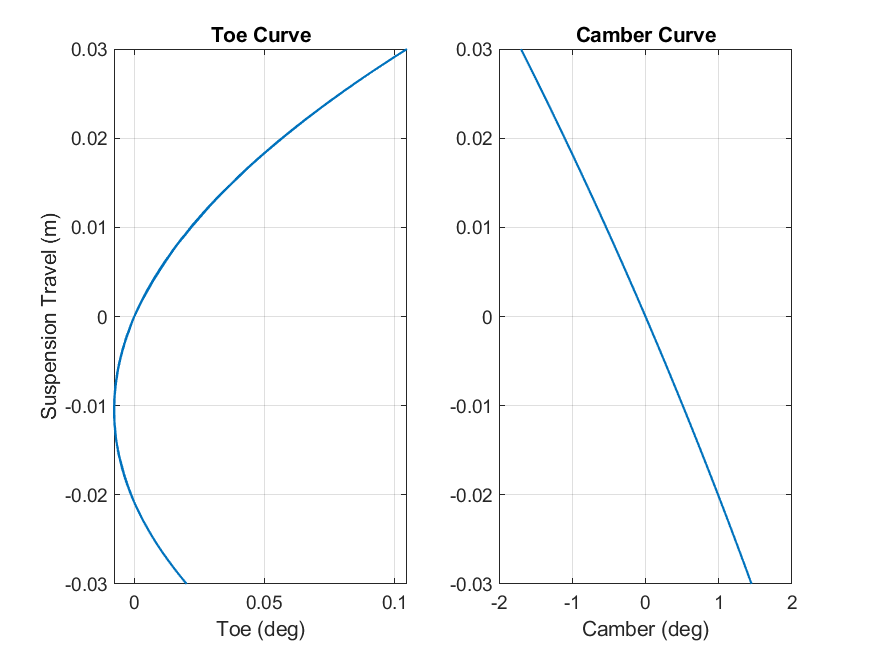 Toe Curve
0.03
0.02
0.01
0
-0.01
-0.02
-0.03
0 0.05 0.1
Toe (deg)
Suspension Travel (m)
Camber Curve
0.03
0.02
0.01
0
-0.01
-0.02
-0.03
-2 -1 0 1 2
Camber (deg)